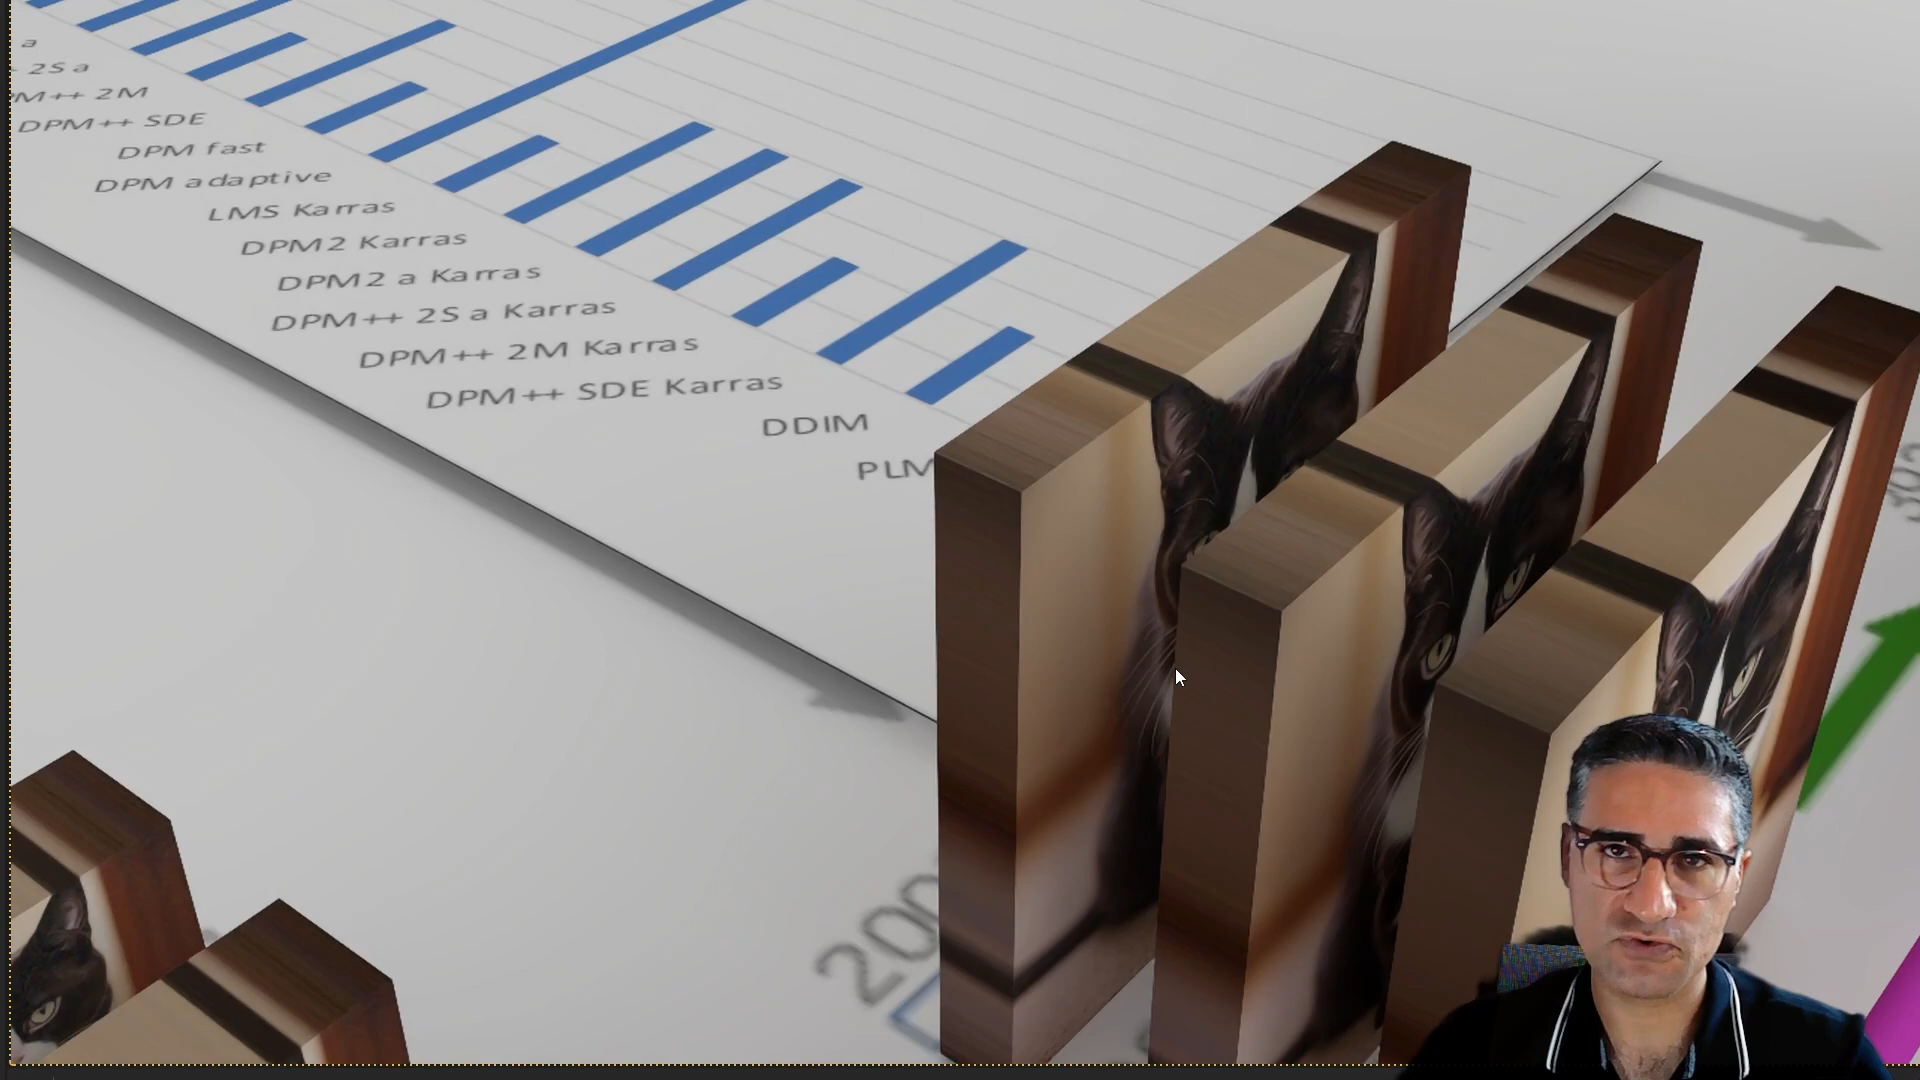 a
2S a
M++ 2M
DPM++ SDE
DPM fast
DPM adaptive
LMS Karras
DPM2 Karras
DPM2 a Karras
DPM++ 2S a Karras
DPM++ 2M Karras
DPM++ SDE Karras
DDIM
PLM
200